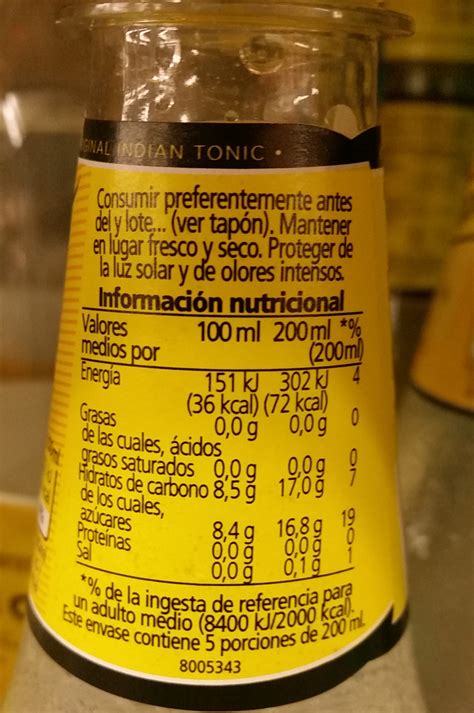 INAL INDIAN TONIC •
Consumir preferentemente antes
del y lote... (ver tapón). Mantener
en lugar fresco y seco. Proteger de
la luz solar y de olores intensos.
Información nutricional
Valores 100 ml 200 ml *%
medios por (200ml)
Energía 151 kJ 302 kJ 4
(36 kcal) (72 kcal)
Grasas 0,0 g 0,0 g 0
de las cuales, ácidos
grasos saturados 0,0 g 0,0 g 0
Hidratos de carbono 8,5 g 17,0 g 7
de los cuales,
azúcares 8,4 g 16,8 g 19
Proteínas 0,0 g 0,0 g 0
Sal 0,0 g 0,1 g 1
*% de la ingesta de referencia para
un adulto medio (8400 kJ/2000 kcal).
Este envase contiene 5 porciones de 200 ml.
8005343